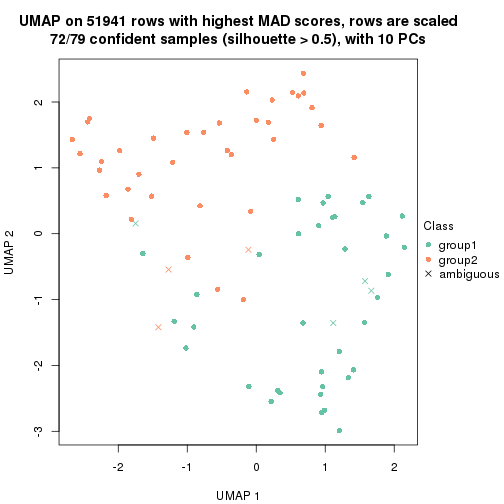 UMAP on 51941 rows with highest MAD scores, rows are scaled
72/79 confident samples (silhouette > 0.5), with 10 PCs
2
1
0
-1
-2
-3
UMAP 2
-2
-1
0
1
2
UMAP 1
Class
group1
group2
ambiguous